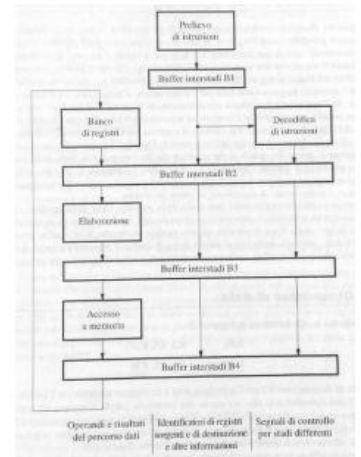 Prelievo
di istruzioni
Buffer interstadi B1
Banco
di registri
Decodifica
di istruzioni
Buffer interstadi B2
Elaborazione
Buffer interstadi B3
Accesso
a memoria
Buffer interstadi B4
Operandi e risultati
del percorso dati
Identificatori di registri
sorgenti e di destinazione
e altre informazioni
Segnali di controllo
per stadi differenti